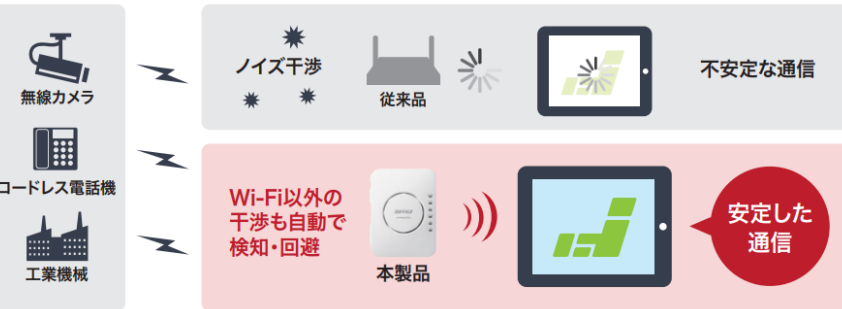 無線カメラ
コードレス電話機
工業機械
ノイズ干渉
従来品
不安定な通信
Wi-Fi以外の
干渉も自動で
検知・回避
本製品
安定した
通信